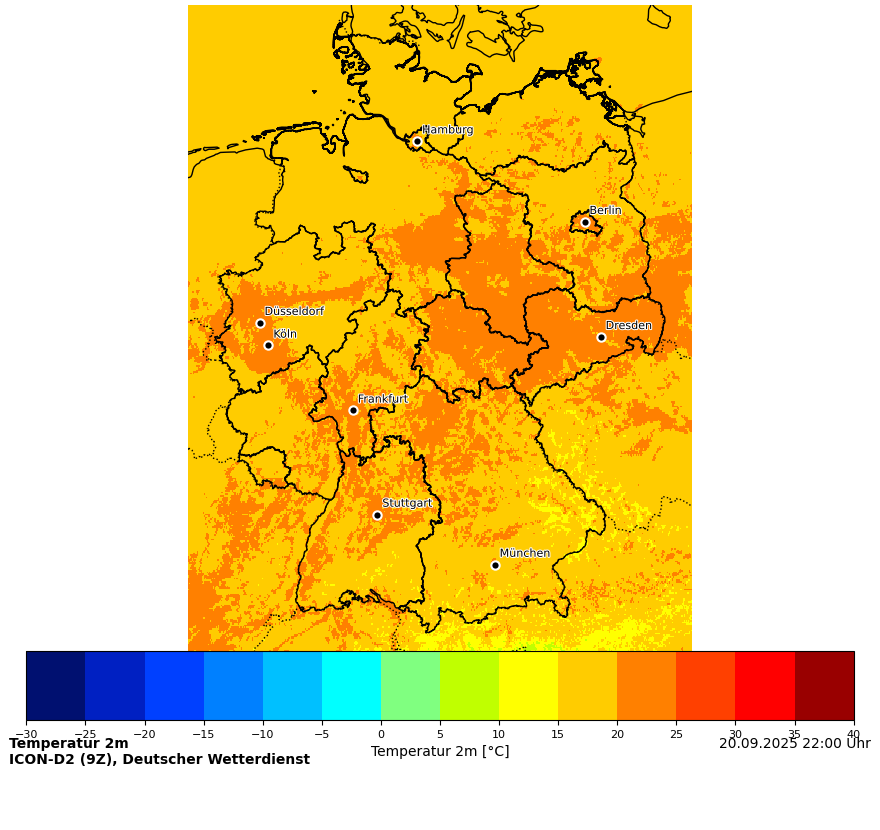 Hamburg
Berlin
Düsseldorf
Köln
Dresden
Frankfurt
Stuttgart
München
−30 −25 −20 −15 −10 −5 0 5 10 15 20 25 30 35 40
Temperatur 2m [°C]
Temperatur 2m
ICON-D2 (9Z), Deutscher Wetterdienst
20.09.2025 22:00 Uhr